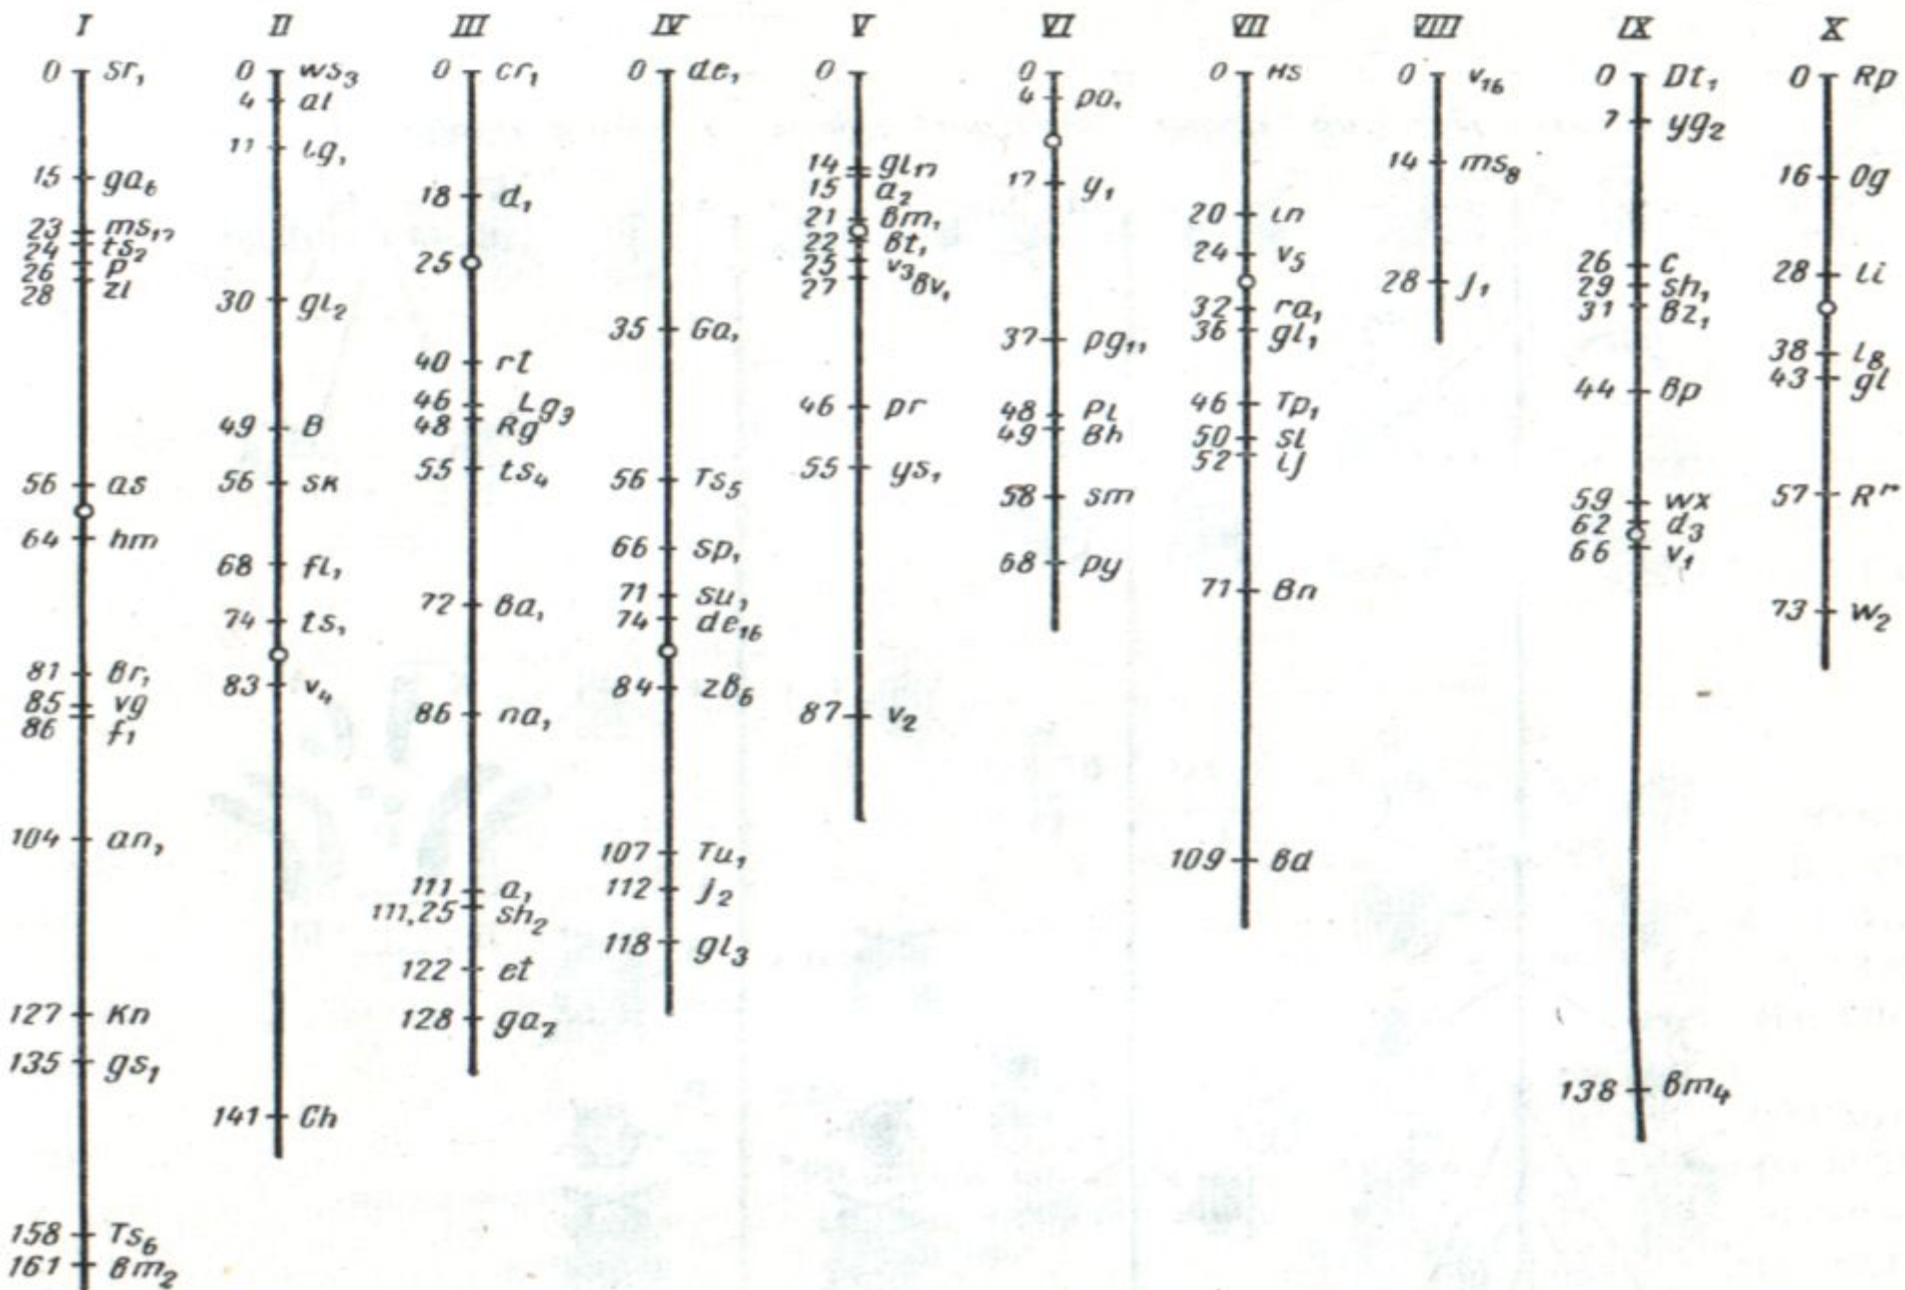 I II III IV V VI VII VIII IX X
0 sr₁
15 ga₆
23 ms₁₇
24 ts₂
26 P
28 zl
56 as
64 hm
81 br₁
85 vg
86 f₁
104 an₁
127 Kn
135 gs₁
158 Ts₆
161 bm₂
0 ws₃
4 al
11 lg₁
30 gl₂
49 B
56 sk
68 fl₁
74 ts₁
83 v₄
141 Ch
0 cr₁
18 d₁
25
40 rt
46 Lg₃
48 Rg
55 ts₄
72 ba₁
86 na₁
111 a₁
111,25 sh₂
122 et
128 ga₇
0 de₁
35 Ga₁
56 Ts₅
66 sp₁
71 su₁
74 de₁₆
84 zb₆
107 Tu₁
112 j₂
118 gl₃
0
14 gl₁₇
15 a₂
21 bm₁
22 bt₁
25 v₃
27 bv₁
46 pr
55 ys₁
87 v₂
0
4 po₁
17 y₁
37 pg₁₁
48 Pl
49 Bh
58 sm
68 py
0 Hs
20 in
24 v₅
32 ra₁
36 gl₁
46 Tp₁
50 sl
52 ij
71 Bn
109 bd
0 v₁₆
14 ms₈
28 j₁
0 Dt₁
7 yg₂
26 c
29 sh₁
31 bz₁
44 bp
59 wx
62 d₃
66 v₁
138 bm₄
0 Rp
16 Og
28 li
38 l₈
43 gl
57 Rʳ
73 w₂